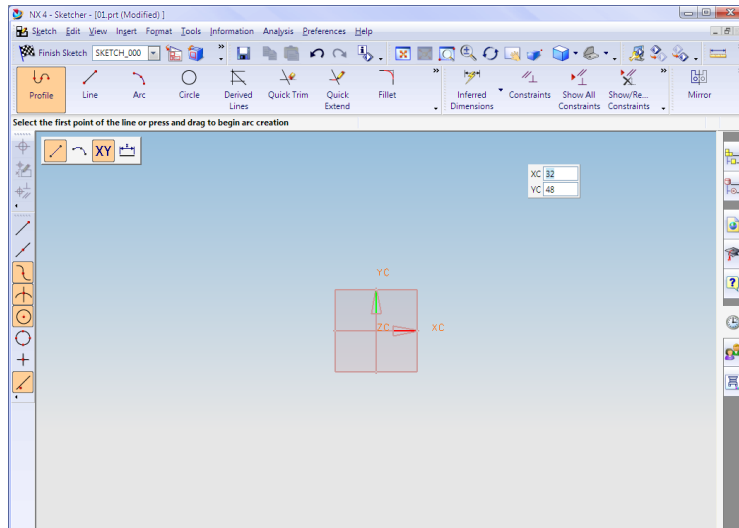 NX 4 - Sketcher - [01.prt (Modified) ]
Sketch Edit View Insert Format Tools Information Analysis Preferences Help
Finish Sketch SKETCH_000
Profile Line Arc Circle Derived Lines Quick Trim Quick Extend Fillet Inferred Dimensions Constraints Show All Constraints Show/Re... Constraints Mirror
Select the first point of the line or press and drag to begin arc creation
XY
XC 32
YC 48
YC
ZC XC